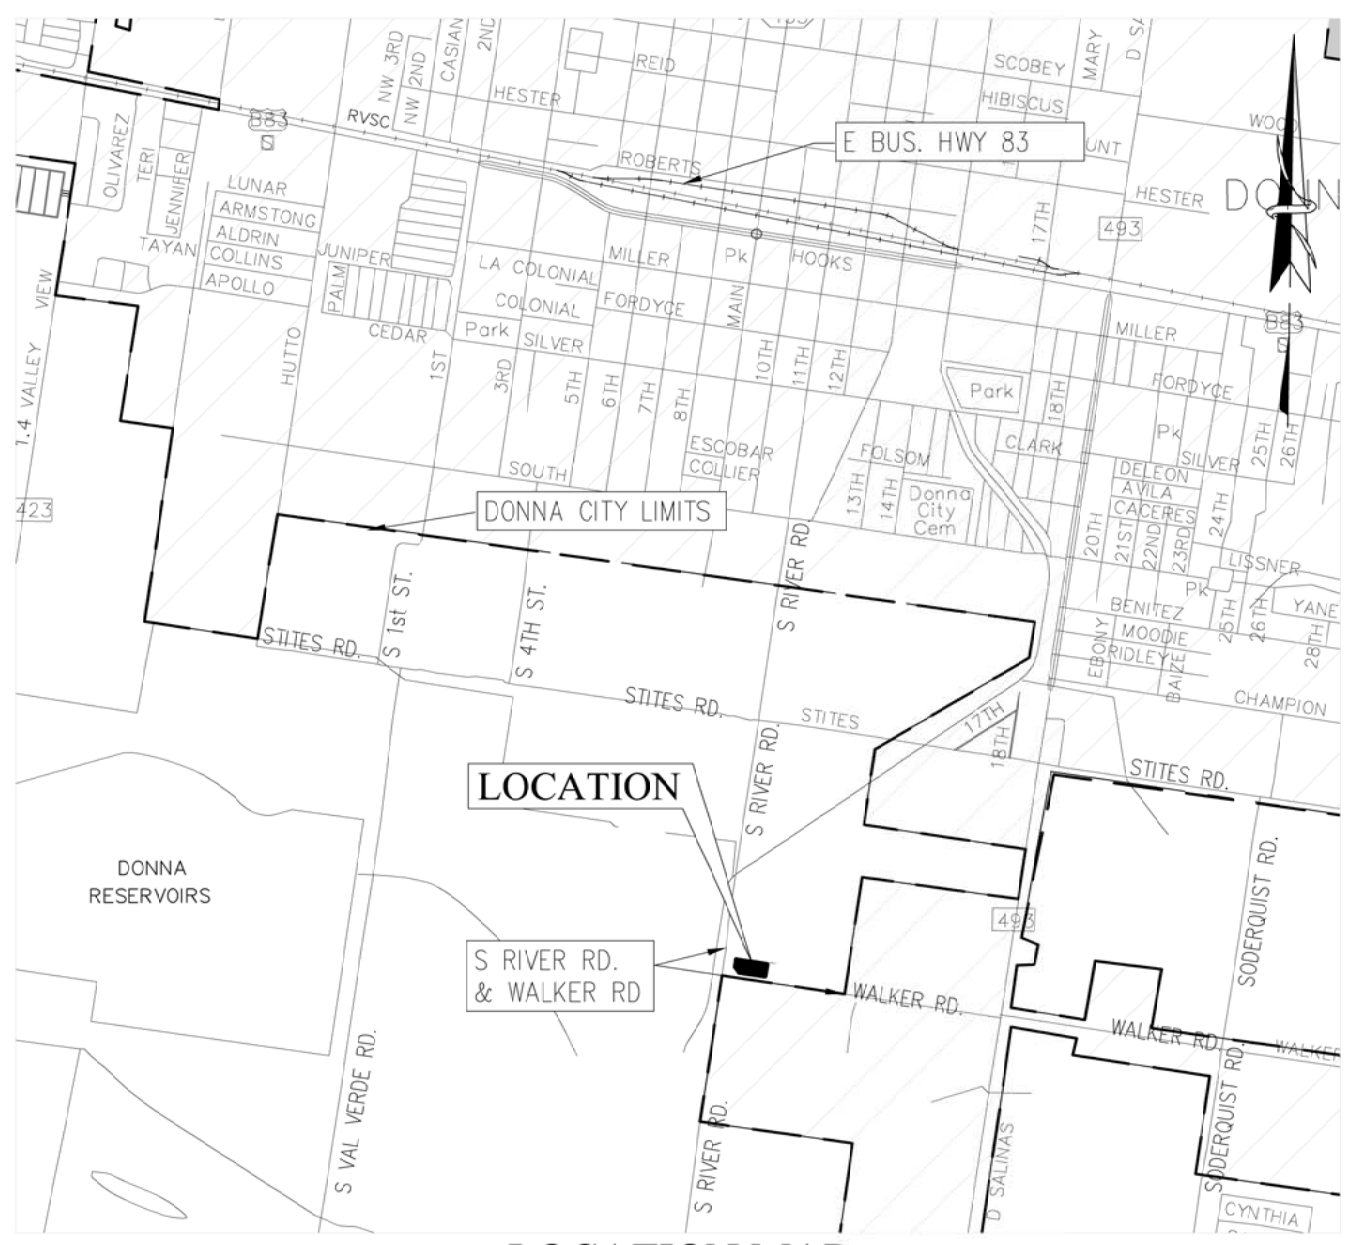 SCOBEY
MARY
D SA
NW 3RD
NW 2ND
CASIAN
2ND
REID
HESTER
HIBISCUS
WOOD
B83
S
RVSC
E BUS. HWY 83
UNT
ROBERTS
HESTER
DONN
OLIVAREZ
TERI
JENNIFER
LUNAR
ARMSTONG
ALDRIN
COLLINS
APOLLO
TAYAN
JUNIPER
PALM
CEDAR
17TH
493
LA COLONIAL
COLONIAL
MILLER
Pk
HOOKS
FORDYCE
MAIN
Park
SILVER
B83
S
MILLER
FORDYCE
1.4 VALLEY VIEW
HUTTO
1ST
3RD
5TH
6TH
7TH
8TH
10TH
11TH
12TH
Park
18TH
Pk
SILVER
25TH
26TH
ESCOBAR
COLLIER
FOLSOM
CLARK
DELEON
AVILA
CACERES
SOUTH
13TH
14TH
Donna
City
Cem
20TH
21ST
22ND
23RD
24TH
423
DONNA CITY LIMITS
LISSNER
S RIVER RD.
Pk
BENITEZ
MOODIE
RIDLEY
EBONY
BAIZE
25TH
26TH
28TH
YANE
S 1st ST.
S 4TH ST.
STITES RD.
STITES RD.
STITES
CHAMPION
17TH
18TH
STITES RD.
S RIVER RD.
LOCATION
DONNA
RESERVOIRS
SODERQUIST RD.
493
S RIVER RD.
& WALKER RD
WALKER RD.
WALKER RD.
WALKER
S VAL VERDE RD.
SODERQUIST RD.
S RIVER RD.
D SALINAS
CYNTHIA